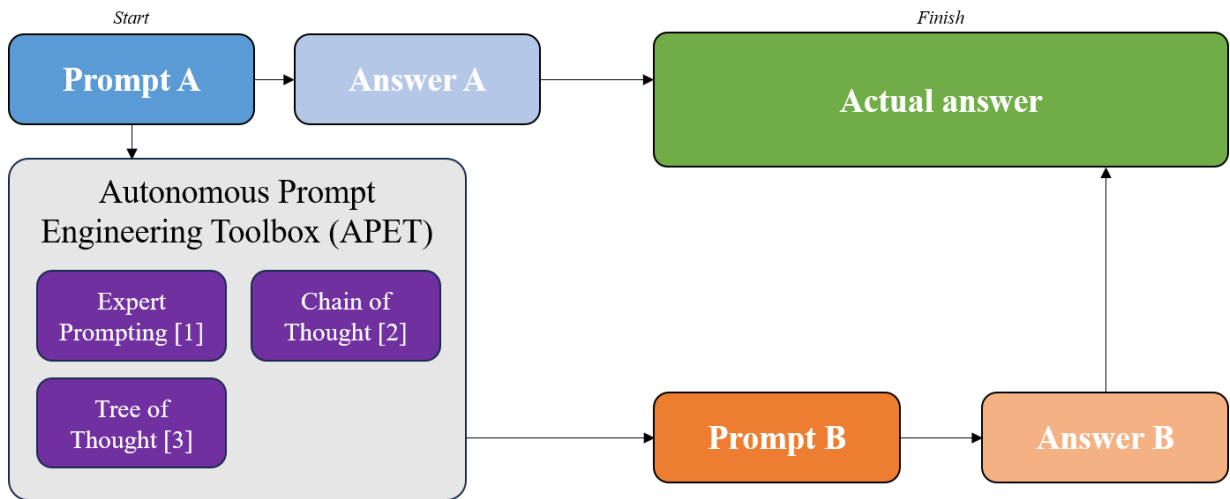 Start
Finish
Prompt A
Answer A
Actual answer
Autonomous Prompt
Engineering Toolbox (APET)
Expert
Prompting [1]
Chain of
Thought [2]
Tree of
Thought [3]
Prompt B
Answer B